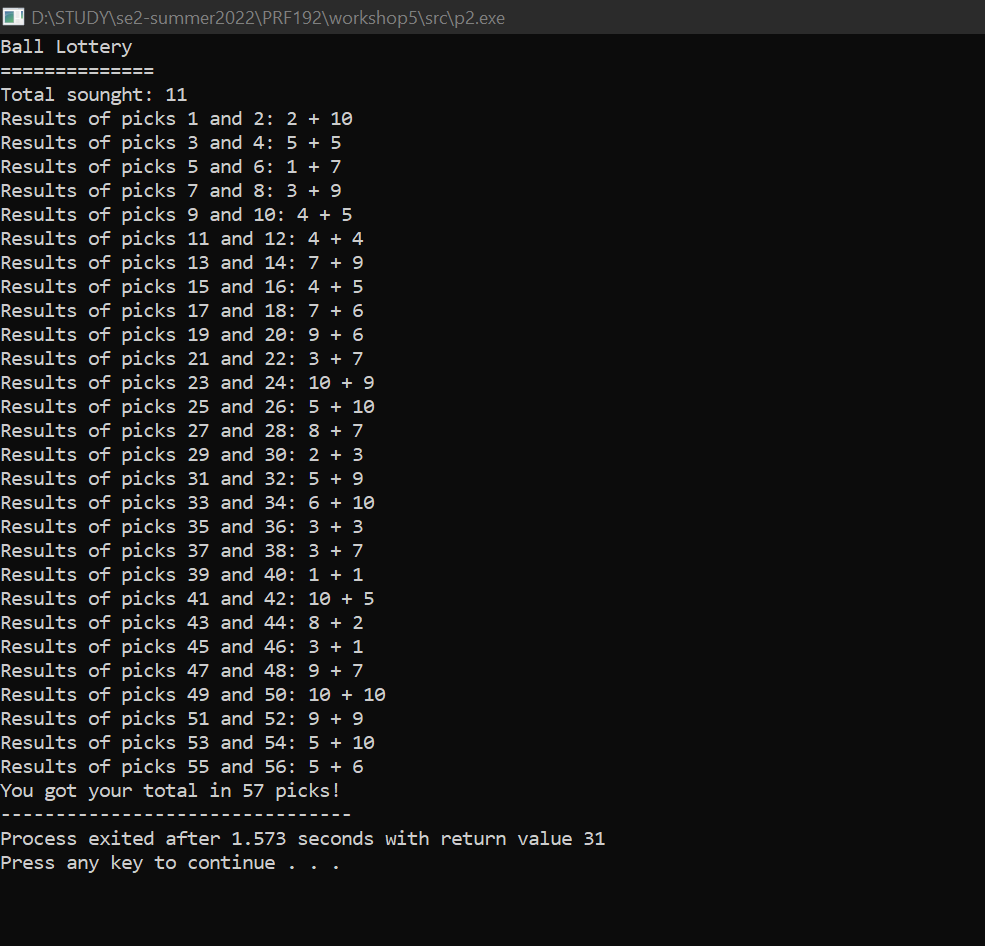 D:\STUDY\se2-summer2022\PRF192\workshop5\src\p2.exe
Ball Lottery
==============
Total sounght: 11
Results of picks 1 and 2: 2 + 10
Results of picks 3 and 4: 5 + 5
Results of picks 5 and 6: 1 + 7
Results of picks 7 and 8: 3 + 9
Results of picks 9 and 10: 4 + 5
Results of picks 11 and 12: 4 + 4
Results of picks 13 and 14: 7 + 9
Results of picks 15 and 16: 4 + 5
Results of picks 17 and 18: 7 + 6
Results of picks 19 and 20: 9 + 6
Results of picks 21 and 22: 3 + 7
Results of picks 23 and 24: 10 + 9
Results of picks 25 and 26: 5 + 10
Results of picks 27 and 28: 8 + 7
Results of picks 29 and 30: 2 + 3
Results of picks 31 and 32: 5 + 9
Results of picks 33 and 34: 6 + 10
Results of picks 35 and 36: 3 + 3
Results of picks 37 and 38: 3 + 7
Results of picks 39 and 40: 1 + 1
Results of picks 41 and 42: 10 + 5
Results of picks 43 and 44: 8 + 2
Results of picks 45 and 46: 3 + 1
Results of picks 47 and 48: 9 + 7
Results of picks 49 and 50: 10 + 10
Results of picks 51 and 52: 9 + 9
Results of picks 53 and 54: 5 + 10
Results of picks 55 and 56: 5 + 6
You got your total in 57 picks!
--------------------------------
Process exited after 1.573 seconds with return value 31
Press any key to continue . . .